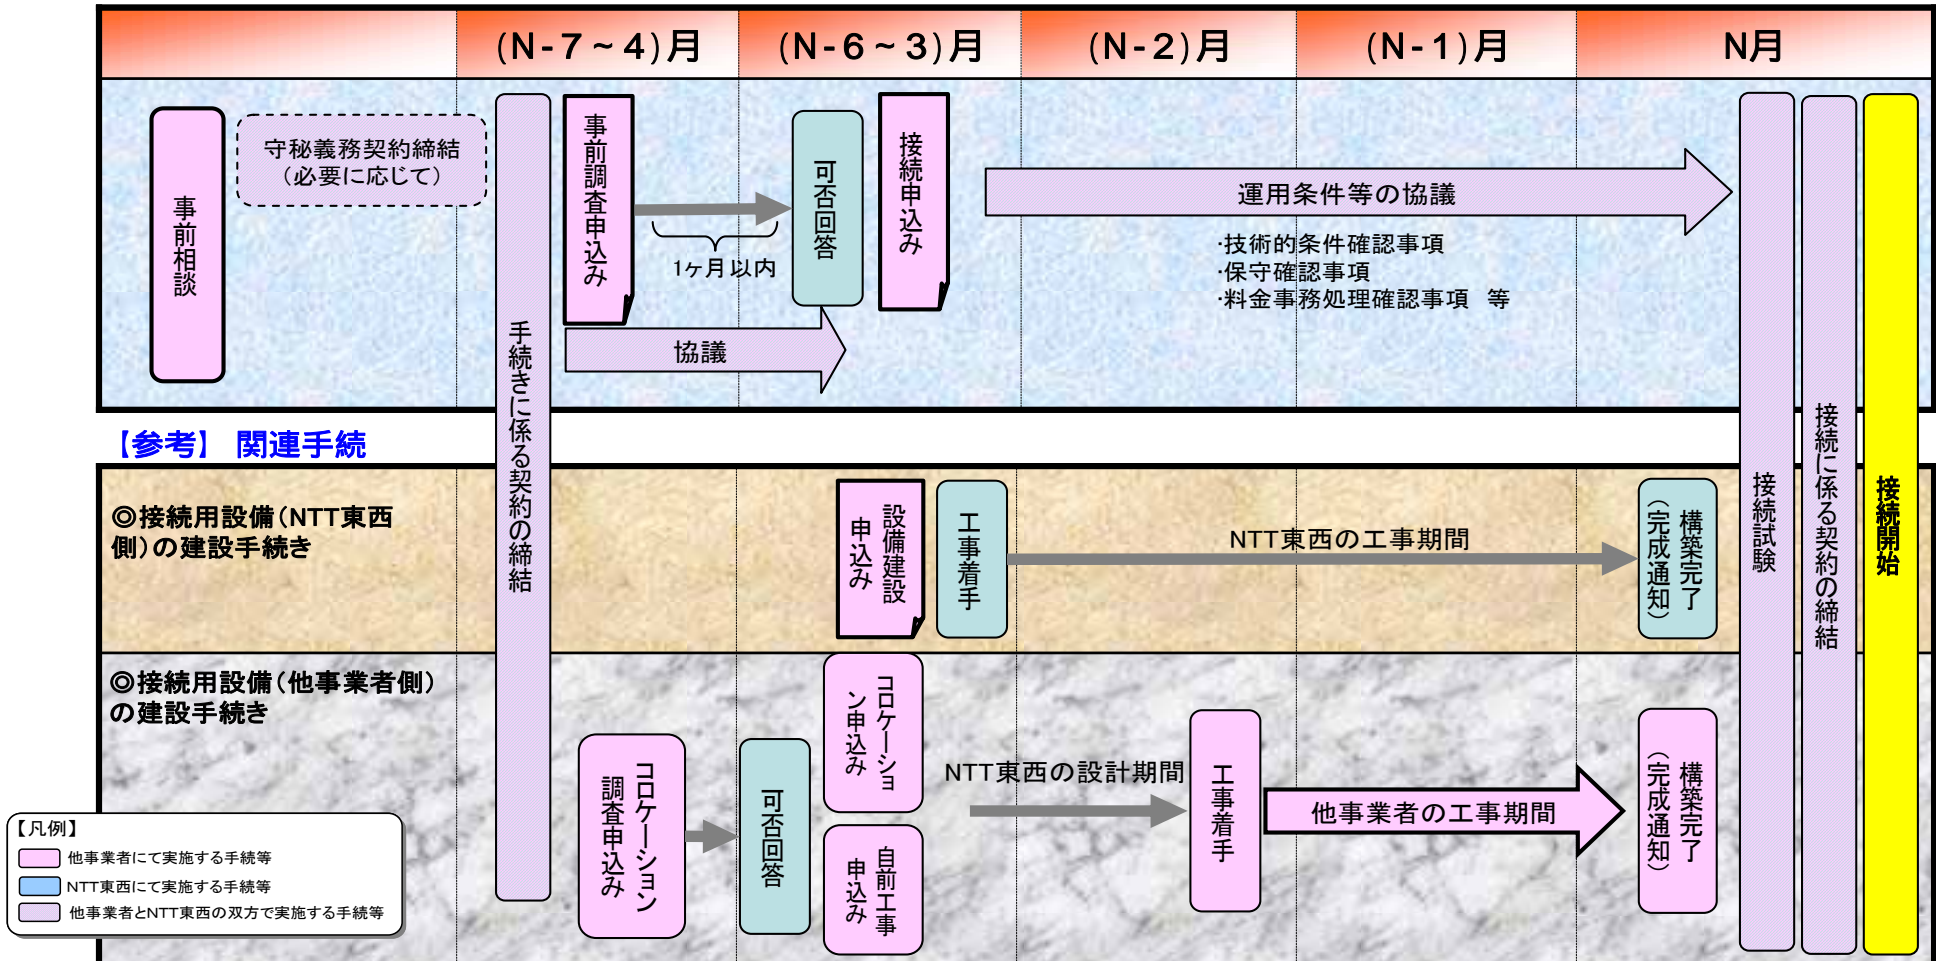 (N-7~4)月
(N-6~3)月
(N-2)月
(N-1)月
N月
事前相談
守秘義務契約締結
(必要に応じて)
手続きに係る契約の締結
事前調査申込み
1ヶ月以内
可否回答
接続申込み
協議
運用条件等の協議
・技術的条件確認事項
・保守確認事項
・料金事務処理確認事項 等
接続試験
接続に係る契約の締結
接続開始
【参考】 関連手続
◎接続用設備(NTT東西
側)の建設手続き
設備建設
申込み
工事着手
NTT東西の工事期間
構築完了
(完成通知)
◎接続用設備(他事業者側)
の建設手続き
コロケーション
調査申込み
可否回答
コロケーショ
ン申込み
自前工事
申込み
NTT東西の設計期間
工事着手
他事業者の工事期間
構築完了
(完成通知)
【凡例】
他事業者にて実施する手続等
NTT東西にて実施する手続等
他事業者とNTT東西の双方で実施する手続等